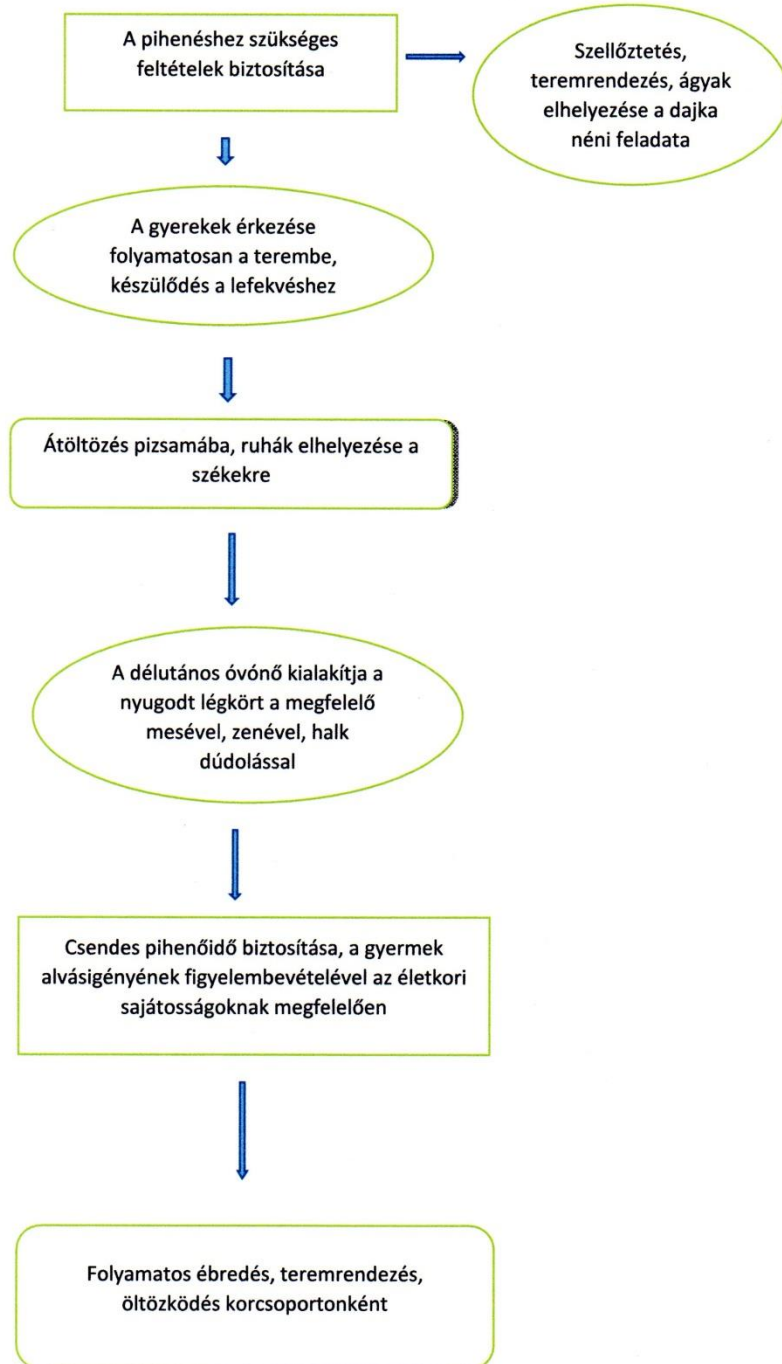 A pihenéshez szükséges
feltételek biztosítása
Szellőztetés,
teremrendezés, ágyak
elhelyezése a dajka
néni feladata
A gyerekek érkezése
folyamatosan a terembe,
készülődés a lefekvéshez
Átöltözés pizsamába, ruhák elhelyezése a
székekre
A délutános óvónő kialakítja a
nyugodt légkört a megfelelő
mesével, zenével, halk
dúdolással
Csendes pihenőidő biztosítása, a gyermek
alvásigényének figyelembevételével az életkori
sajátosságoknak megfelelően
Folyamatos ébredés, teremrendezés,
öltözködés korcsoportonként